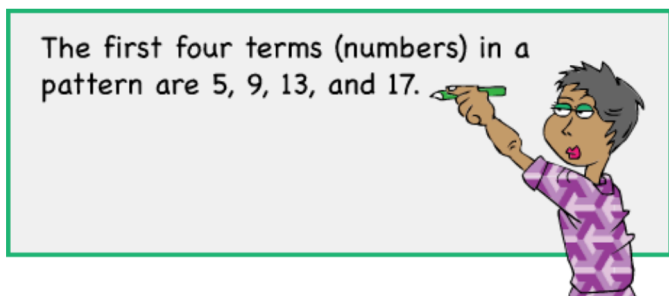 The first four terms (numbers) in a
pattern are 5, 9, 13, and 17.